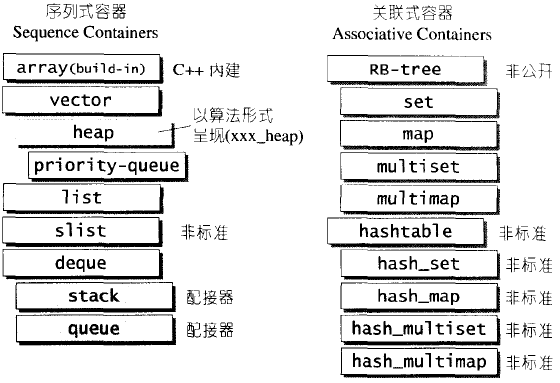 序列式容器
Sequence Containers
array(build-in)
C++ 内建
vector
heap
以算法形式
呈现(xxx_heap)
priority-queue
list
slist
非标准
deque
stack
配接器
queue
配接器
关联式容器
Associative Containers
RB-tree
非公开
set
map
multiset
multimap
hashtable
非标准
hash_set
非标准
hash_map
非标准
hash_multiset
非标准
hash_multimap
非标准